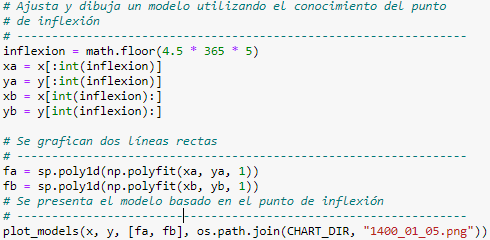 # Ajusta y dibuja un modelo utilizando el conocimiento del punto
# de inflexión
# -----------------------------------------------------------------
inflexion = math.floor(4.5 * 365 * 5)
xa = x[:int(inflexion)]
ya = y[:int(inflexion)]
xb = x[int(inflexion):]
yb = y[int(inflexion):]
# Se grafican dos líneas rectas
# -----------------------------------------------------------------
fa = sp.poly1d(np.polyfit(xa, ya, 1))
fb = sp.poly1d(np.polyfit(xb, yb, 1))
# Se presenta el modelo basado en el punto de inflexión
# -----------------------------------------------------------------
plot_models(x, y, [fa, fb], os.path.join(CHART_DIR, "1400_01_05.png"))